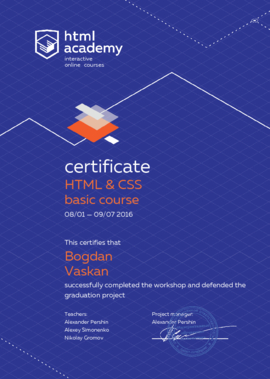 html
academy
interactive
online courses
certificate
HTML & CSS
basic course
08/01 — 09/07 2016
This certifies that
Bogdan
Vaskan
successfully completed the workshop and defended the
graduation project
Teachers
Alexander Pershin
Alexey Simonenko
Nikolay Gromov
Project manager
Alexander Pershin